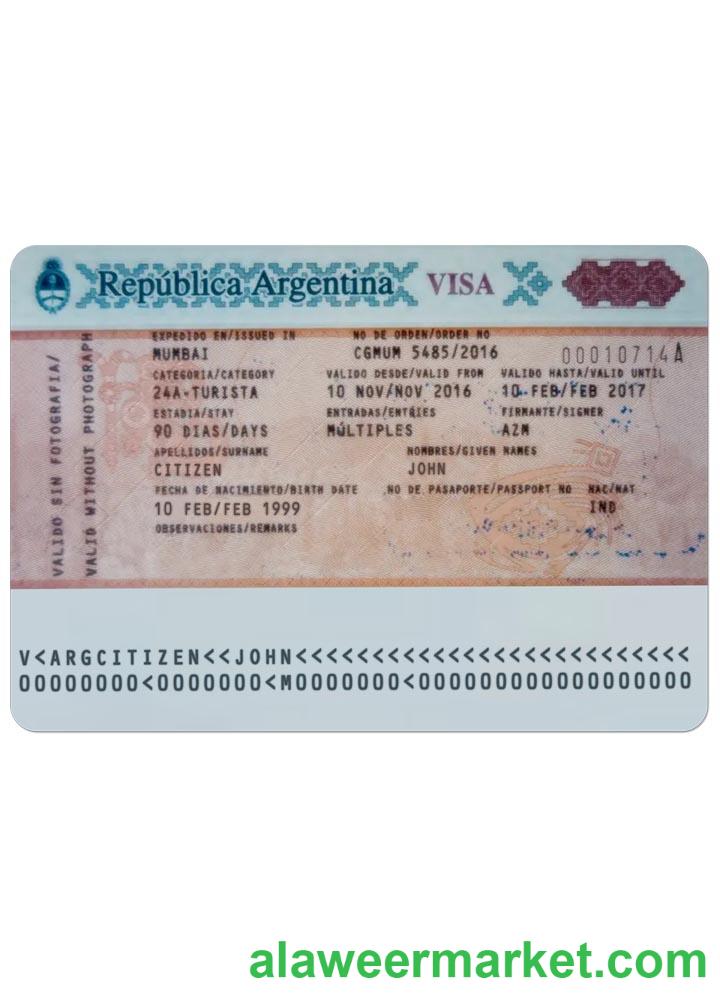 República Argentina VISA
EXPEDIDO EN/ISSUED IN NO DE ORDEN/ORDER NO
MUMBAI CGMUM 5485/2016 00010714A
CATEGORIA/CATEGORY VALIDO DESDE/VALID FROM VALIDO HASTA/VALID UNTIL
24A-TURISTA 10 NOV/NOV 2016 10 FEB/FEB 2017
ESTADIA/STAY ENTRADAS/ENTRIES FIRMANTE/SIGNER
90 DIAS/DAYS MÚLTIPLES AZM
APELLIDOS/SURNAME NOMBRES/GIVEN NAMES
CITIZEN JOHN
FECHA DE NACIMIENTO/BIRTH DATE NO DE PASAPORTE/PASSPORT NO NAC/NAT
10 FEB/FEB 1999 IND
OBSERVACIONES/REMARKS
VALIDO SIN FOTOGRAFIA/
VALID WITHOUT PHOTOGRAPH
V<ARGCITIZEN<<JOHN<<<<<<<<<<<<<<<<<<<<<<<<<<
00000000<0000000<M0000000<000000000000000000
alaweermarket.com